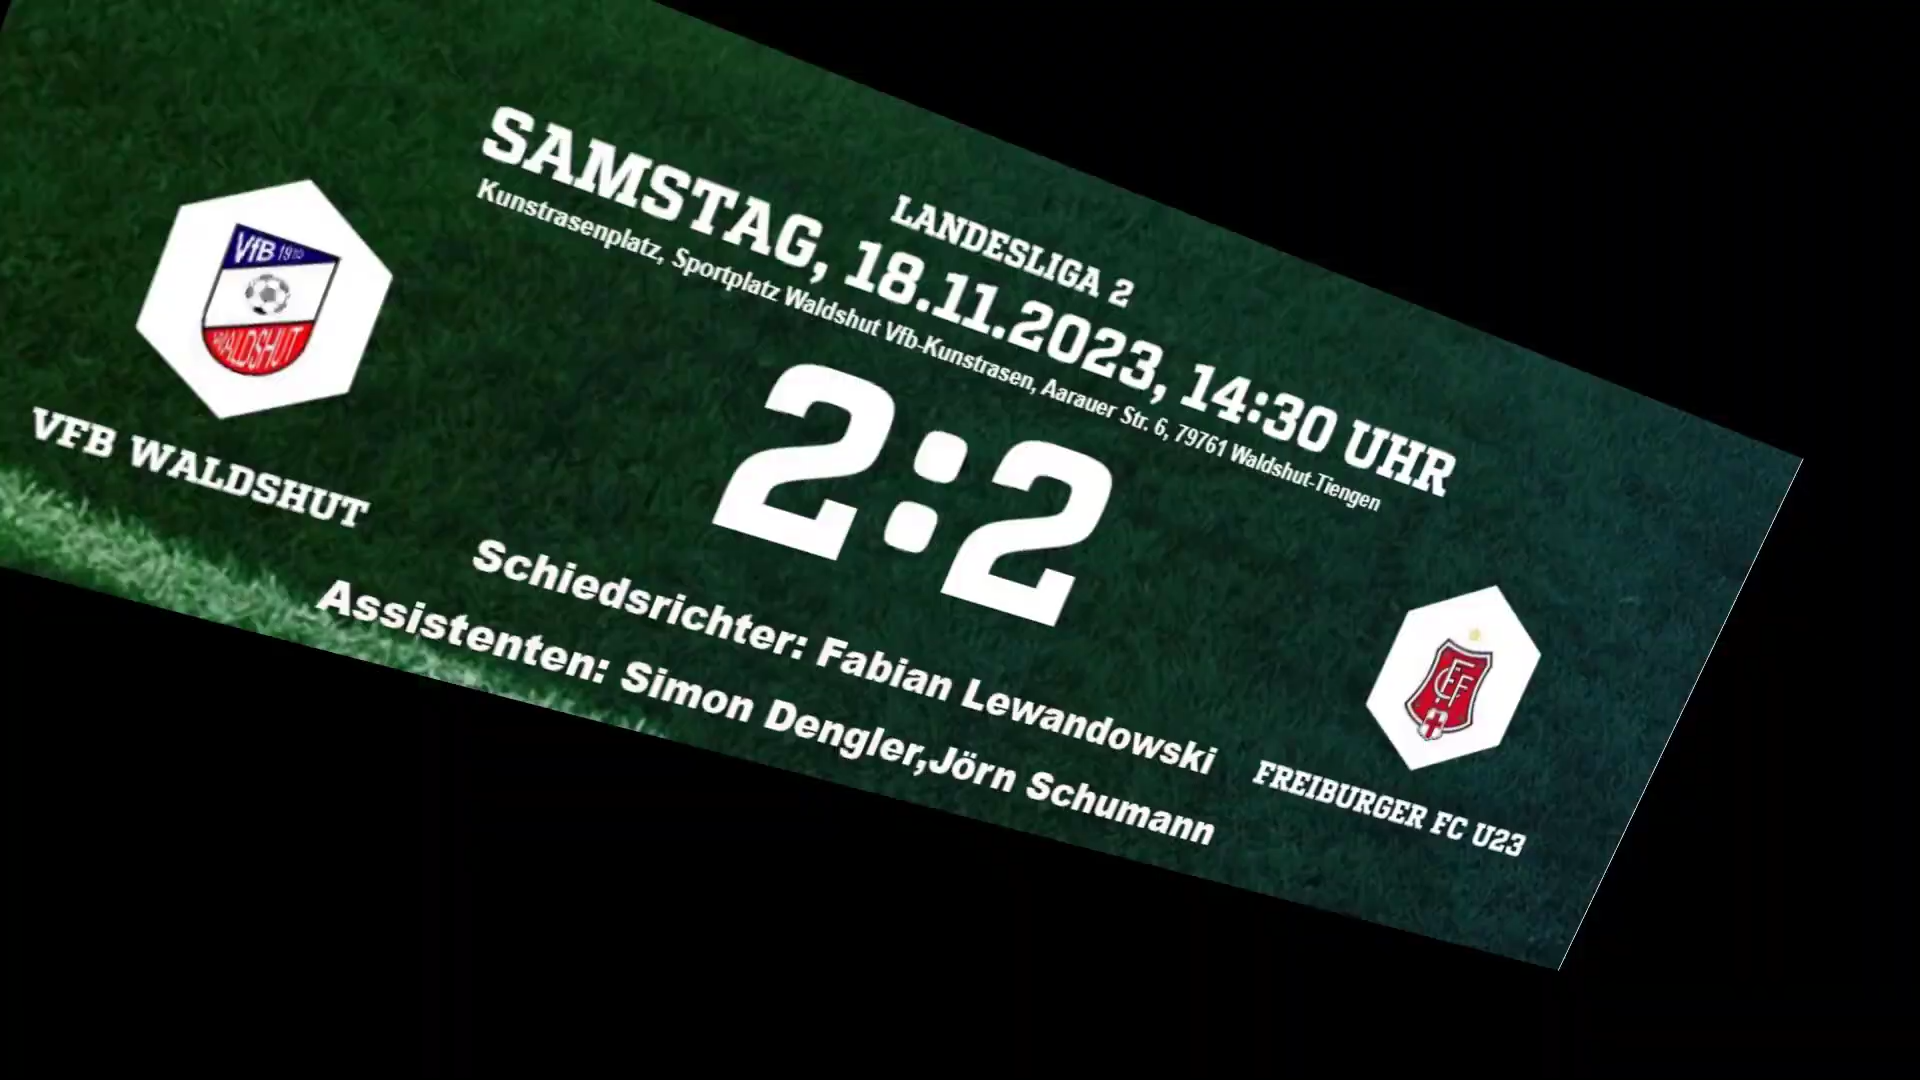 LANDESLIGA 2
SAMSTAG, 18.11.2023, 14:30 UHR
Kunstrasenplatz, Sportplatz Waldshut Vfb-Kunstrasen, Aarauer Str. 6, 79761 Waldshut-Tiengen
VfB 1910
WALDSHUT
VFB WALDSHUT
2:2
FFC
FREIBURGER FC U23
Schiedsrichter: Fabian Lewandowski
Assistenten: Simon Dengler,Jörn Schumann